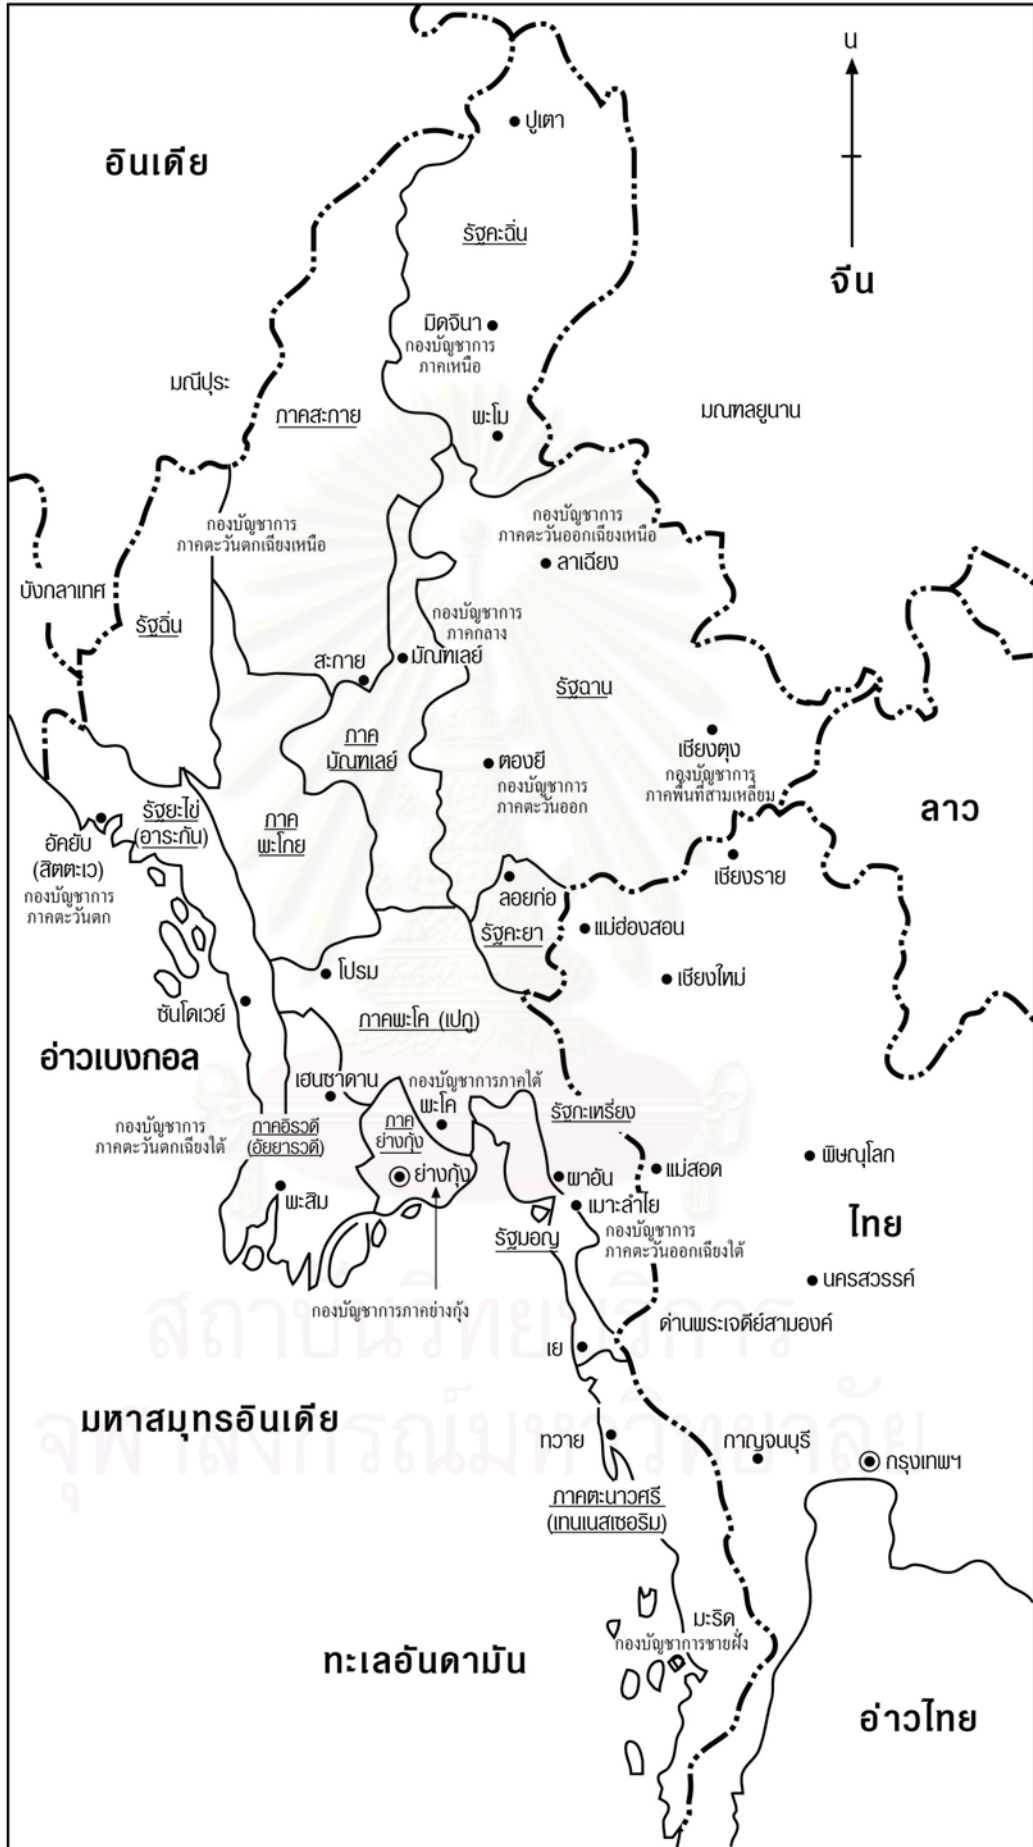 น
ปูเตา
อินเดีย
รัฐคะฉิ่น
จีน
มิดจินา
กองบัญชาการ
ภาคเหนือ
มณีปุระ
ภาคสะกาย
พะโม
มณฑลยูนาน
กองบัญชาการ
ภาคตะวันตกเฉียงเหนือ
กองบัญชาการ
ภาคตะวันออกเฉียงเหนือ
ลาเฉียง
บังกลาเทศ
รัฐฉิ่น
กองบัญชาการ
ภาคกลาง
มัณฑเลย์
สะกาย
รัฐฉาน
ภาค
มัณฑเลย์
ตองยี
กองบัญชาการ
ภาคตะวันออก
เชียงตุง
กองบัญชาการ
ภาคพื้นที่สามเหลี่ยม
รัฐยะไข่
(อาระกัน)
ภาค
พะโกย
ลาว
อัคยับ
(สิตตะเว)
กองบัญชาการ
ภาคตะวันตก
เชียงราย
ลอยก่อ
รัฐคะยา
แม่ฮ่องสอน
โปรม
เชียงใหม่
ซันโดเวย์
ภาคพะโค (เปกู)
อ่าวเบงกอล
เฮนซาดาน
กองบัญชาการภาคใต้
พะโค
รัฐกะเหรี่ยง
กองบัญชาการ
ภาคตะวันตกเฉียงใต้
ภาคอิรวดี
(อัยยารวดี)
ภาค
ย่างกุ้ง
ย่างกุ้ง
ผาอัน
แม่สอด
พิษณุโลก
พะสิม
เมาะลำไย
กองบัญชาการ
ภาคตะวันออกเฉียงใต้
รัฐมอญ
ไทย
นครสวรรค์
กองบัญชาการภาคย่างกุ้ง
ด่านพระเจดีย์สามองค์
เย
สถาบันวิทยบริการ
จุฬาลงกรณ์มหาวิทยาลัย
มหาสมุทรอินเดีย
ทวาย
กาญจนบุรี
กรุงเทพฯ
ภาคตะนาวศรี
(เทนเนสเซอริม)
มะริด
กองบัญชาการชายฝั่ง
ทะเลอันดามัน
อ่าวไทย